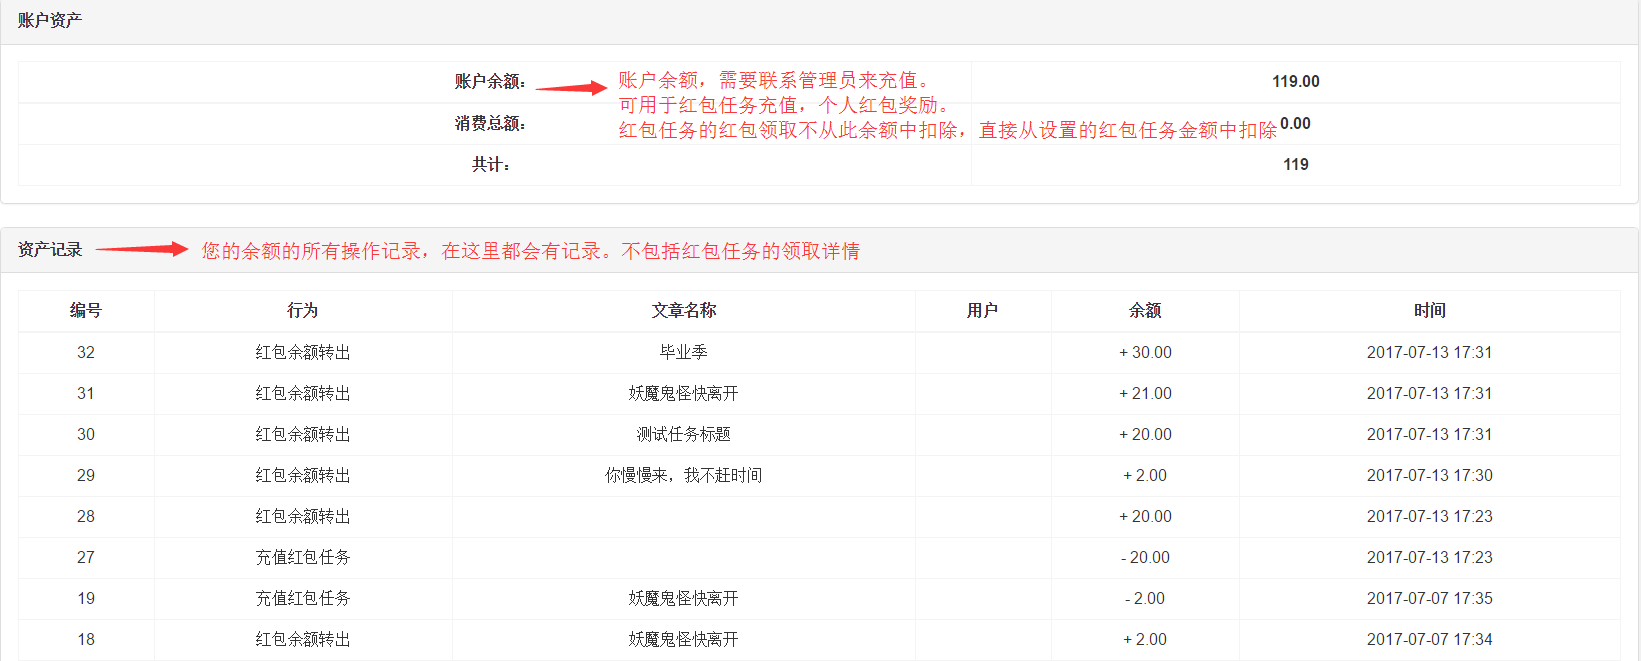 账户资产
账户余额： 账户余额，需要联系管理员来充值。 119.00
可用于红包任务充值，个人红包奖励。
消费总额： 红包任务的红包领取不从此余额中扣除，直接从设置的红包任务金额中扣除 0.00
共计： 119
资产记录 您的余额的所有操作记录，在这里都会有记录。不包括红包任务的领取详情
编号 行为 文章名称 用户 余额 时间
32 红包余额转出 毕业季 + 30.00 2017-07-13 17:31
31 红包余额转出 妖魔鬼怪快离开 + 21.00 2017-07-13 17:31
30 红包余额转出 测试任务标题 + 20.00 2017-07-13 17:31
29 红包余额转出 你慢慢来，我不赶时间 + 2.00 2017-07-13 17:30
28 红包余额转出 + 20.00 2017-07-13 17:23
27 充值红包任务 - 20.00 2017-07-13 17:23
19 充值红包任务 妖魔鬼怪快离开 - 2.00 2017-07-07 17:35
18 红包余额转出 妖魔鬼怪快离开 + 2.00 2017-07-07 17:34